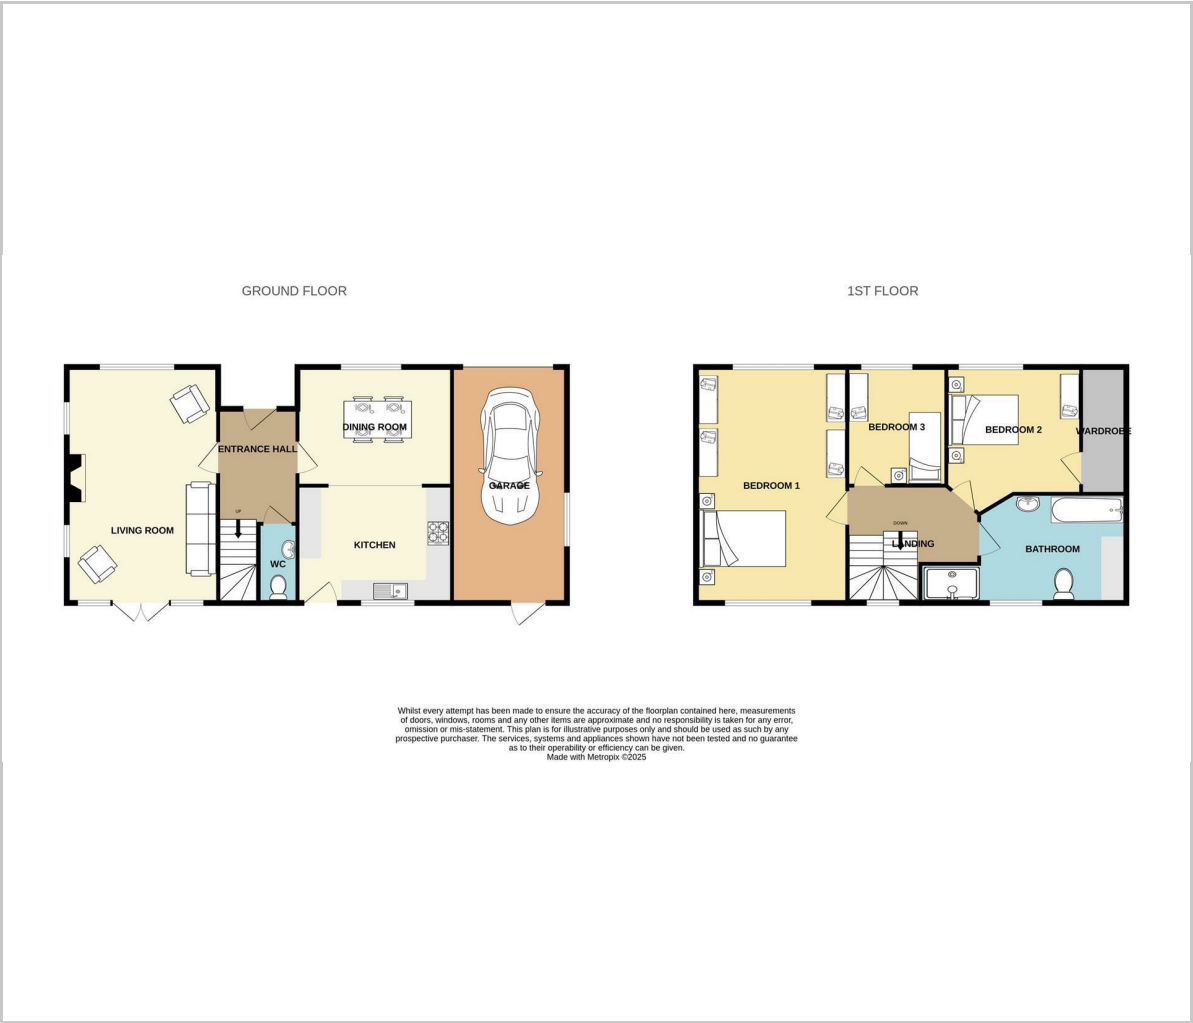 GROUND FLOOR
1ST FLOOR
DINING ROOM
ENTRANCE HALL
GARAGE
UP
LIVING ROOM
KITCHEN
WC
BEDROOM 3
BEDROOM 2
WARDROBE
BEDROOM 1
DOWN
LANDING
BATHROOM
Whilst every attempt has been made to ensure the accuracy of the floorplan contained here, measurements
of doors, windows, rooms and any other items are approximate and no responsibility is taken for any error,
omission or mis-statement. This plan is for illustrative purposes only and should be used as such by any
prospective purchaser. The services, systems and appliances shown have not been tested and no guarantee
as to their operability or efficiency can be given.
Made with Metropix ©2025